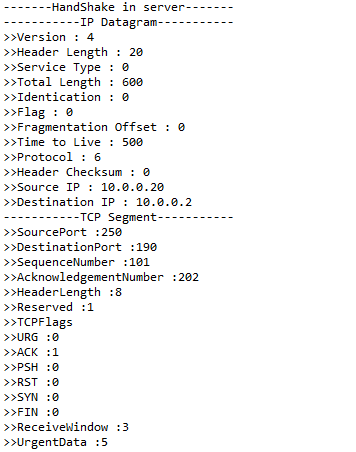 -------HandShake in server-------
-----------IP Datagram-----------
>>Version : 4
>>Header Length : 20
>>Service Type : 0
>>Total Length : 600
>>Identication : 0
>>Flag : 0
>>Fragmentation Offset : 0
>>Time to Live : 500
>>Protocol : 6
>>Header Checksum : 0
>>Source IP : 10.0.0.20
>>Destination IP : 10.0.0.2
-----------TCP Segment-----------
>>SourcePort :250
>>DestinationPort :190
>>SequenceNumber :101
>>AcknowledgementNumber :202
>>HeaderLength :8
>>Reserved :1
>>TCPFlags
>>URG :0
>>ACK :1
>>PSH :0
>>RST :0
>>SYN :0
>>FIN :0
>>ReceiveWindow :3
>>UrgentData :5